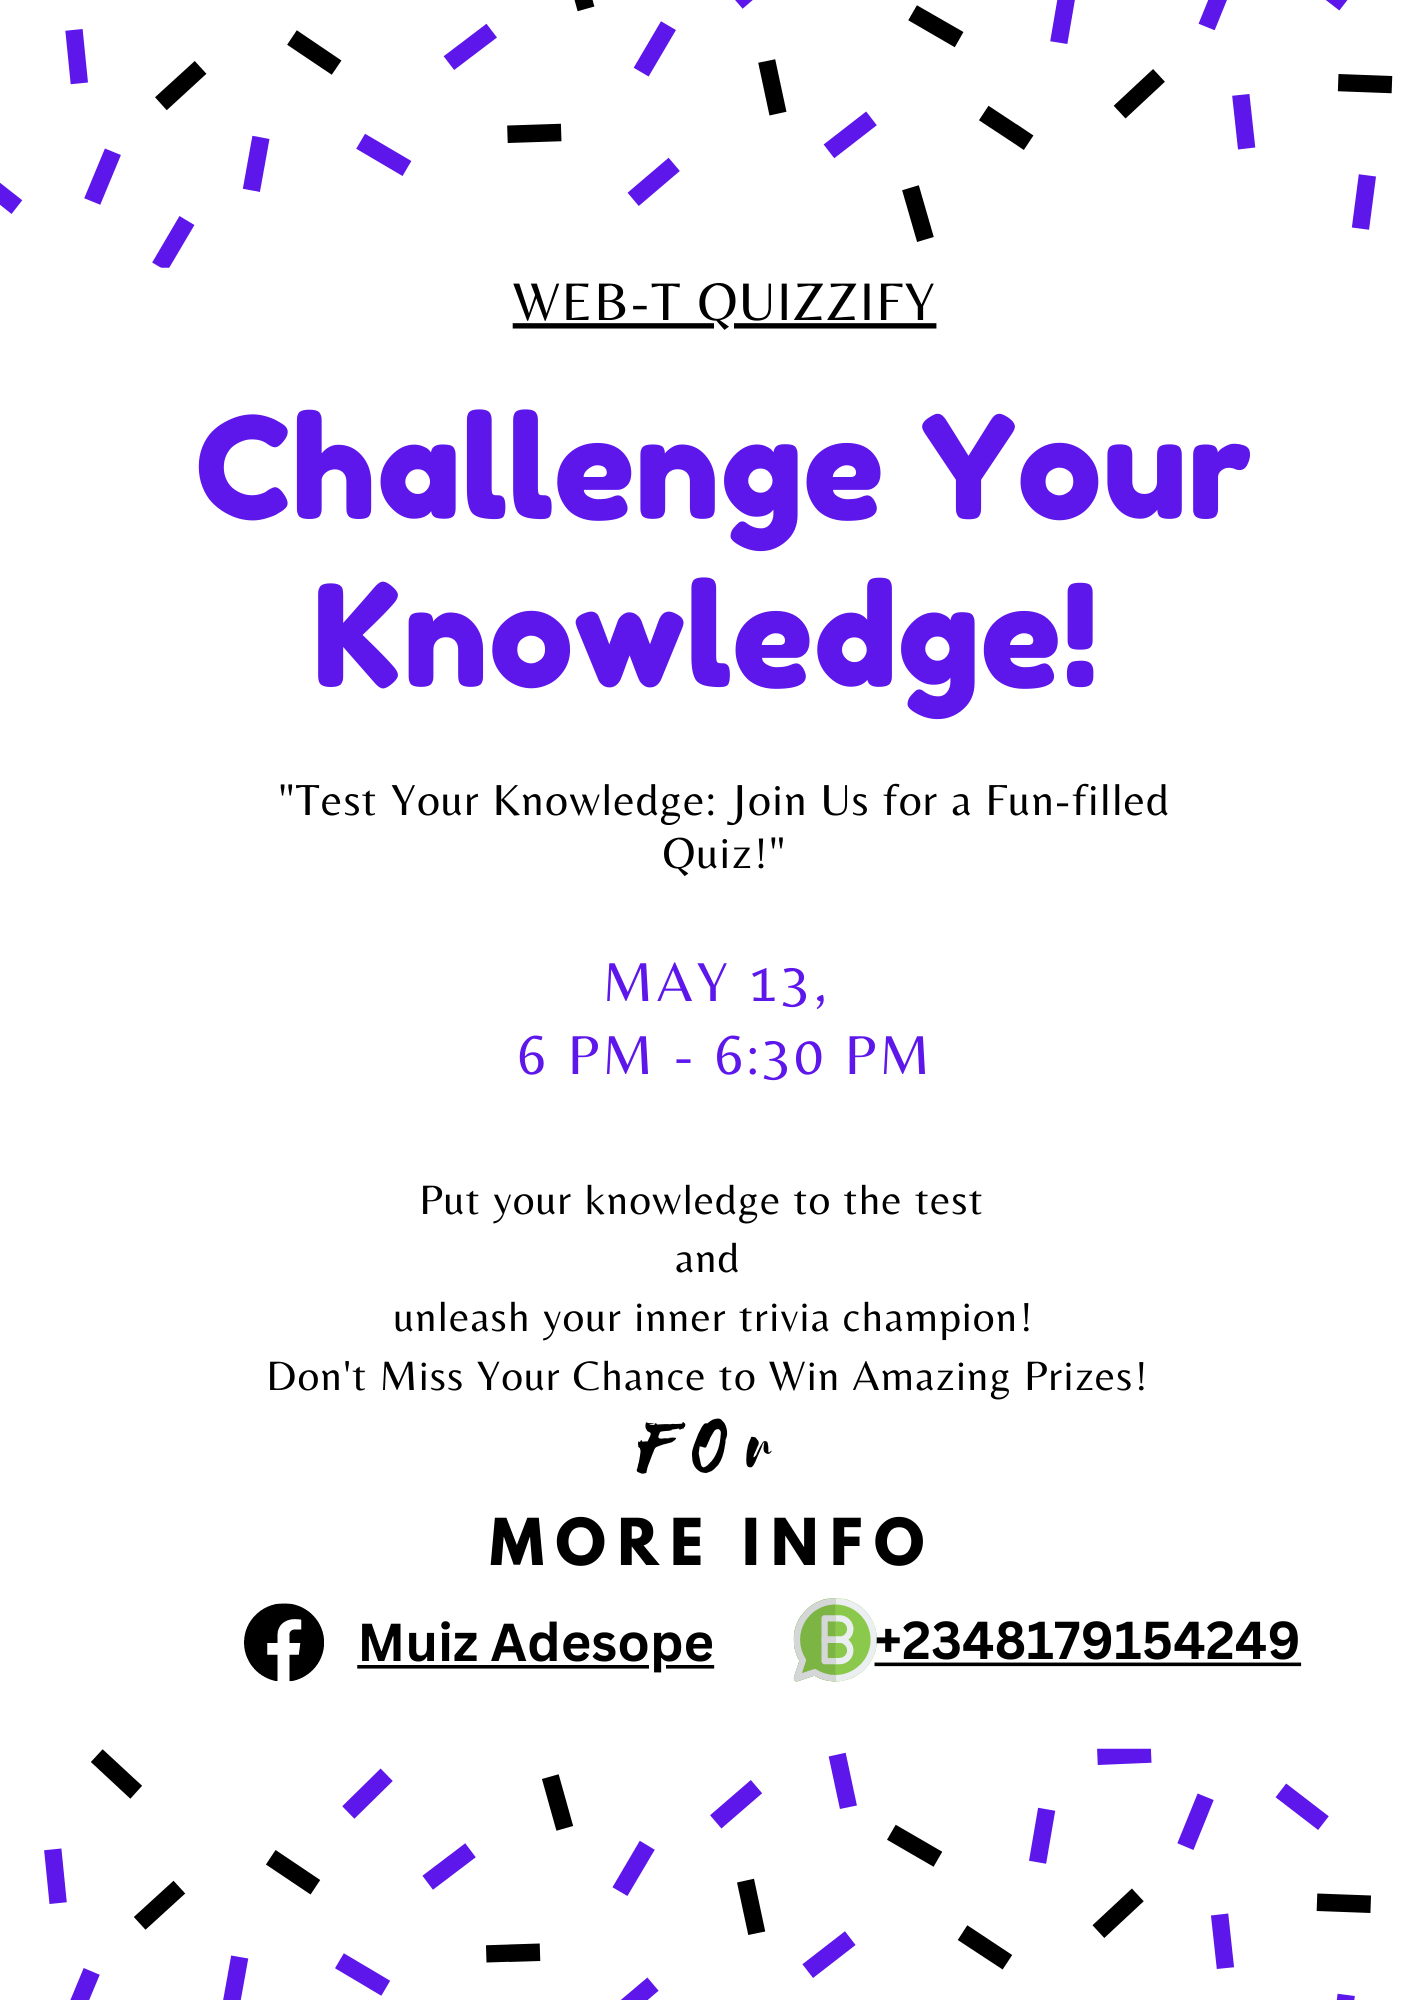 WEB-T QUIZZIFY
Challenge Your
Knowledge!
"Test Your Knowledge: Join Us for a Fun-filled
Quiz!"
MAY 13,
6 PM - 6:30 PM
Put your knowledge to the test
and
unleash your inner trivia champion!
Don't Miss Your Chance to Win Amazing Prizes!
FOr
MORE INFO
Muiz Adesope
B +2348179154249